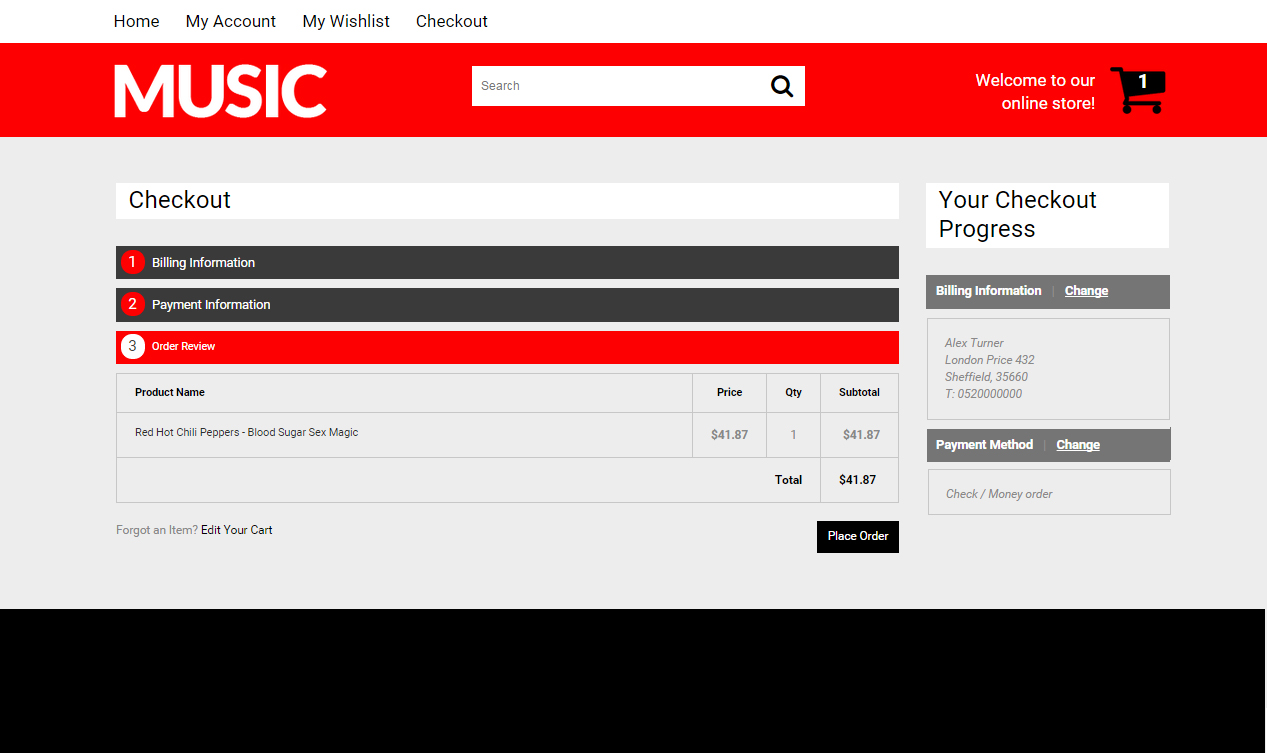 Home My Account My Wishlist Checkout
MUSIC
Search
Welcome to our
online store!
1
Checkout
1 Billing Information
2 Payment Information
3 Order Review
Product Name Price Qty Subtotal
Red Hot Chili Peppers - Blood Sugar Sex Magic $41.87 1 $41.87
Total $41.87
Forgot an Item? Edit Your Cart
Place Order
Your Checkout
Progress
Billing Information | Change
Alex Turner
London Price 432
Sheffield, 35660
T: 0520000000
Payment Method | Change
Check / Money order